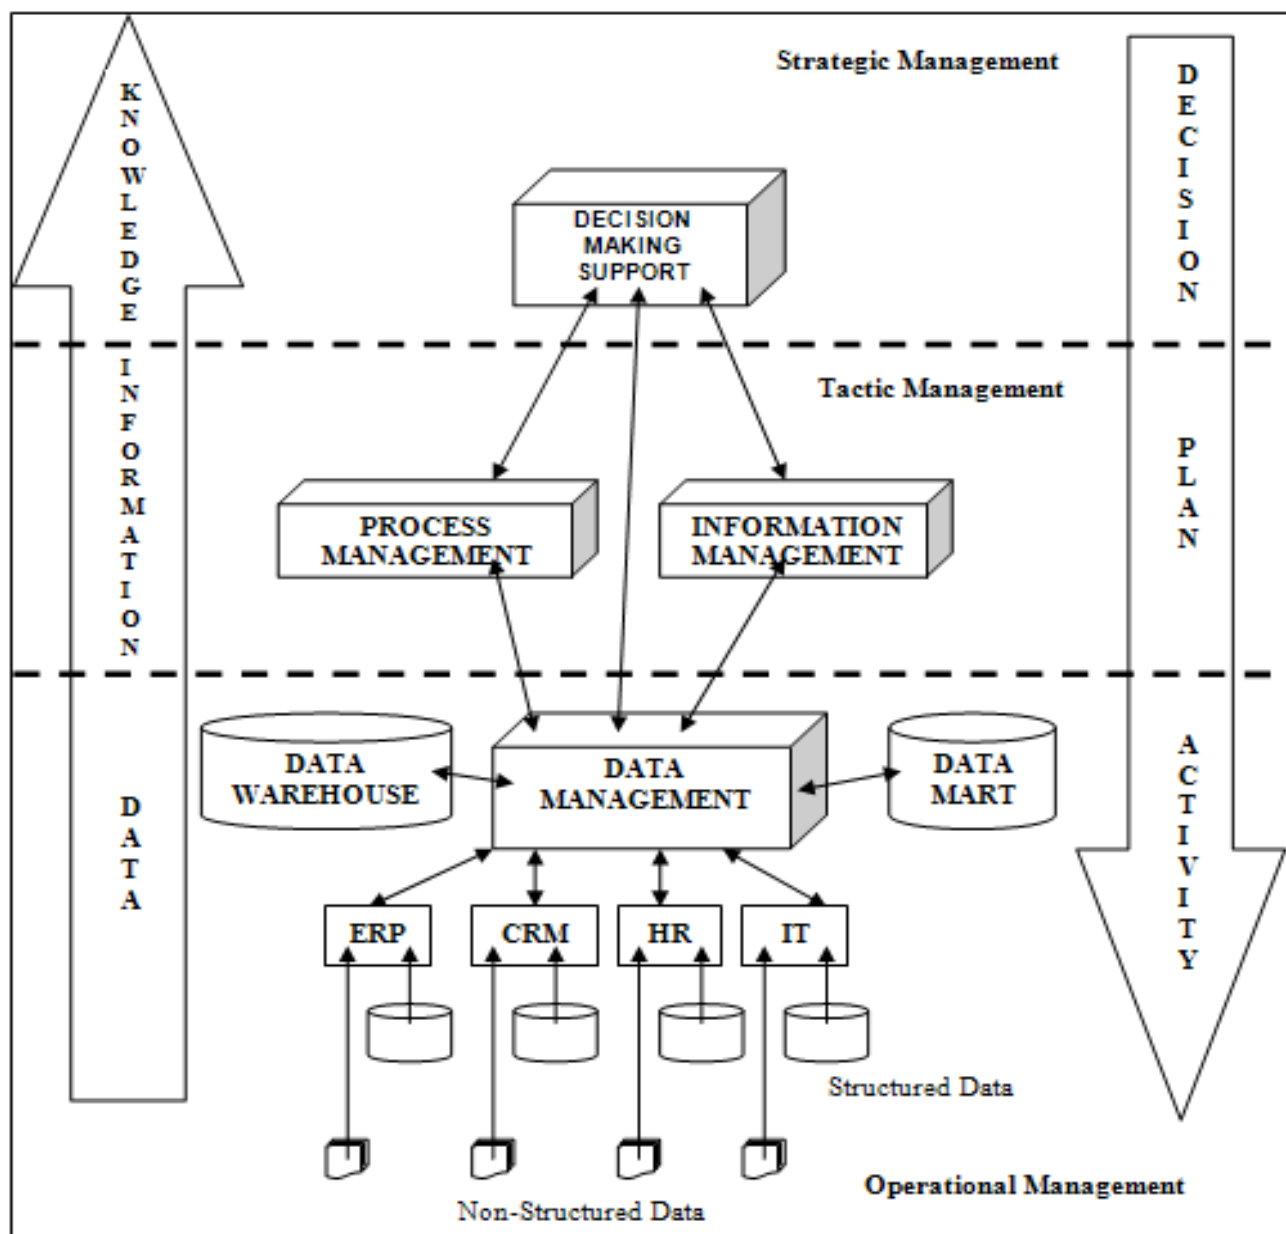 Strategic Management
KNOWLEDGE
DECISION
DECISION
MAKING
SUPPORT
Tactic Management
INFORMATIION
PLAN
PROCESS
MANAGEMENT
INFORMATION
MANAGEMENT
DATA
ACTIVITY
DATA
WAREHOUSE
DATA
MANAGEMENT
DATA
MART
ERP
CRM
HR
IT
Structured Data
Non-Structured Data
Operational Management